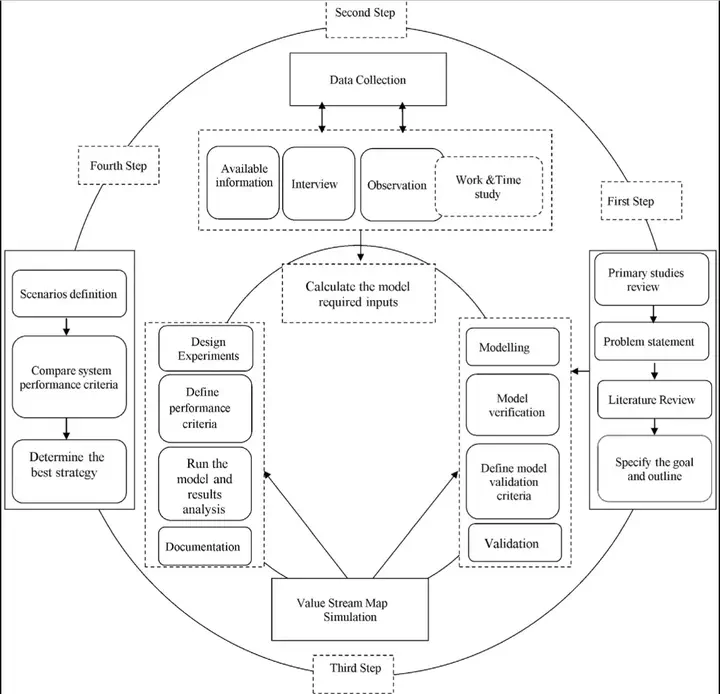 Second Step
Data Collection
Fourth Step
Available
information
Interview
Observation
Work &Time
study
First Step
Calculate the model
required inputs
Scenarios definition
Compare system
performance criteria
Determine the
best strategy
Design
Experiments
Define
performance
criteria
Run the
model and
results
analysis
Documentation
Modelling
Model
verification
Define model
validation
criteria
Validation
Primary studies
review
Problem statement
Literature Review
Specify the goal
and outline
Value Stream Map
Simulation
Third Step